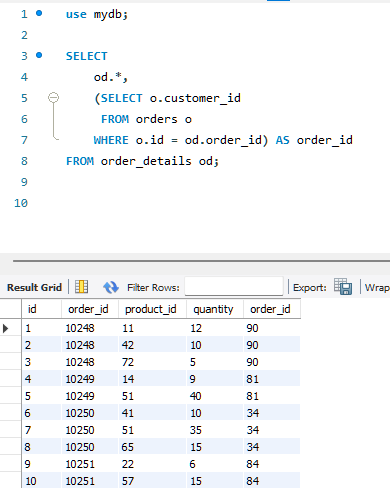 1 use mydb;
2
3 SELECT
4 od.*,
5 (SELECT o.customer_id
6 FROM orders o
7 WHERE o.id = od.order_id) AS order_id
8 FROM order_details od;
9
10
Result Grid Filter Rows: Export: Wrap
id order_id product_id quantity order_id
1 10248 11 12 90
2 10248 42 10 90
3 10248 72 5 90
4 10249 14 9 81
5 10249 51 40 81
6 10250 41 10 34
7 10250 51 35 34
8 10250 65 15 34
9 10251 22 6 84
10 10251 57 15 84